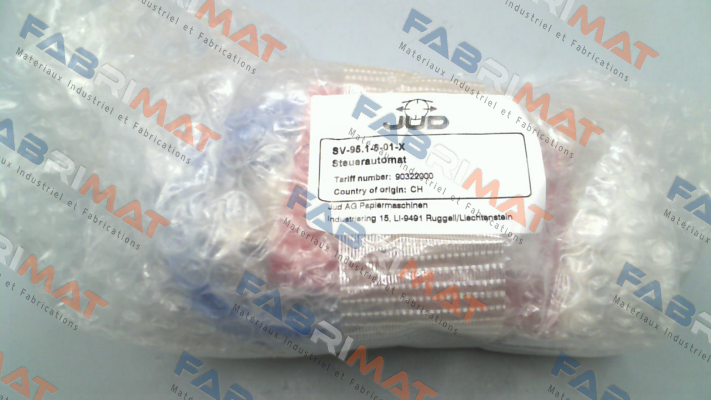 JUD
SV-95.1-5-01-X
Steuerautomat
Tariff number: 90322000
Country of origin: CH
Jud AG Papiermaschinen
Industriering 15, LI-9491 Ruggell/Liechtenstein
FABRIMAT
Matériaux Industriel et Fabrications